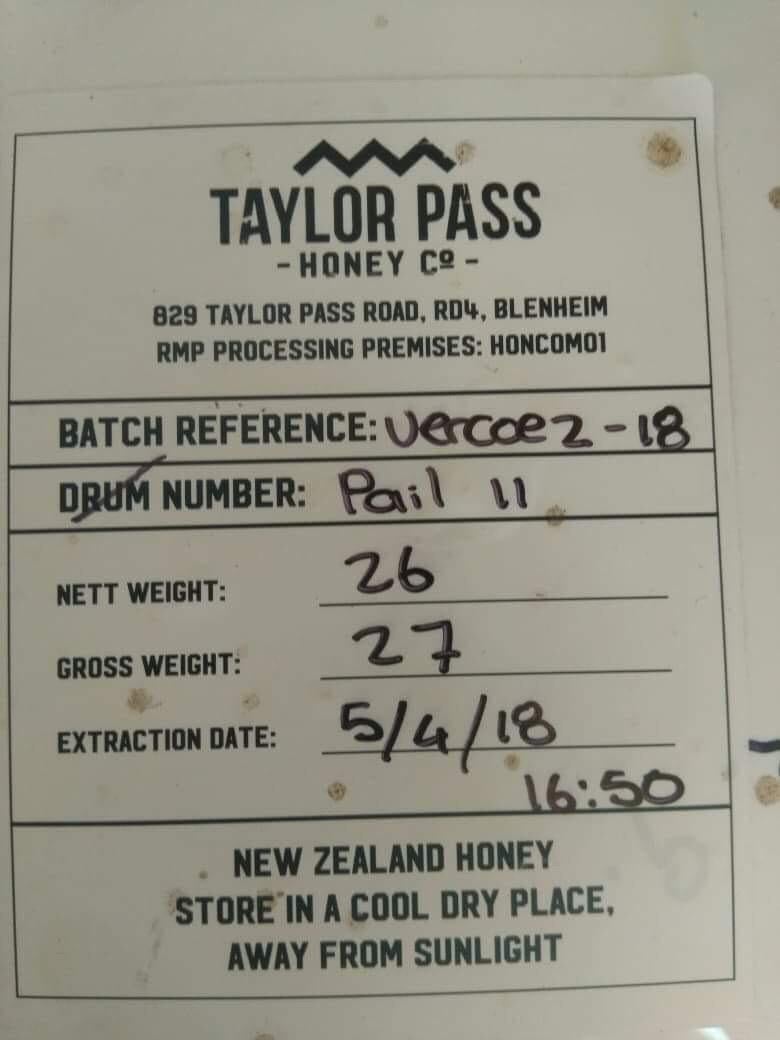 TAYLOR PASS
- HONEY Cº -
829 TAYLOR PASS ROAD, RD4, BLENHEIM
RMP PROCESSING PREMISES: HONCOM01
BATCH REFERENCE: Vercoe 2-18
DRUM NUMBER: Pail 11
NETT WEIGHT: 26
GROSS WEIGHT: 27
EXTRACTION DATE: 5/4/18
16:50
NEW ZEALAND HONEY
STORE IN A COOL DRY PLACE,
AWAY FROM SUNLIGHT